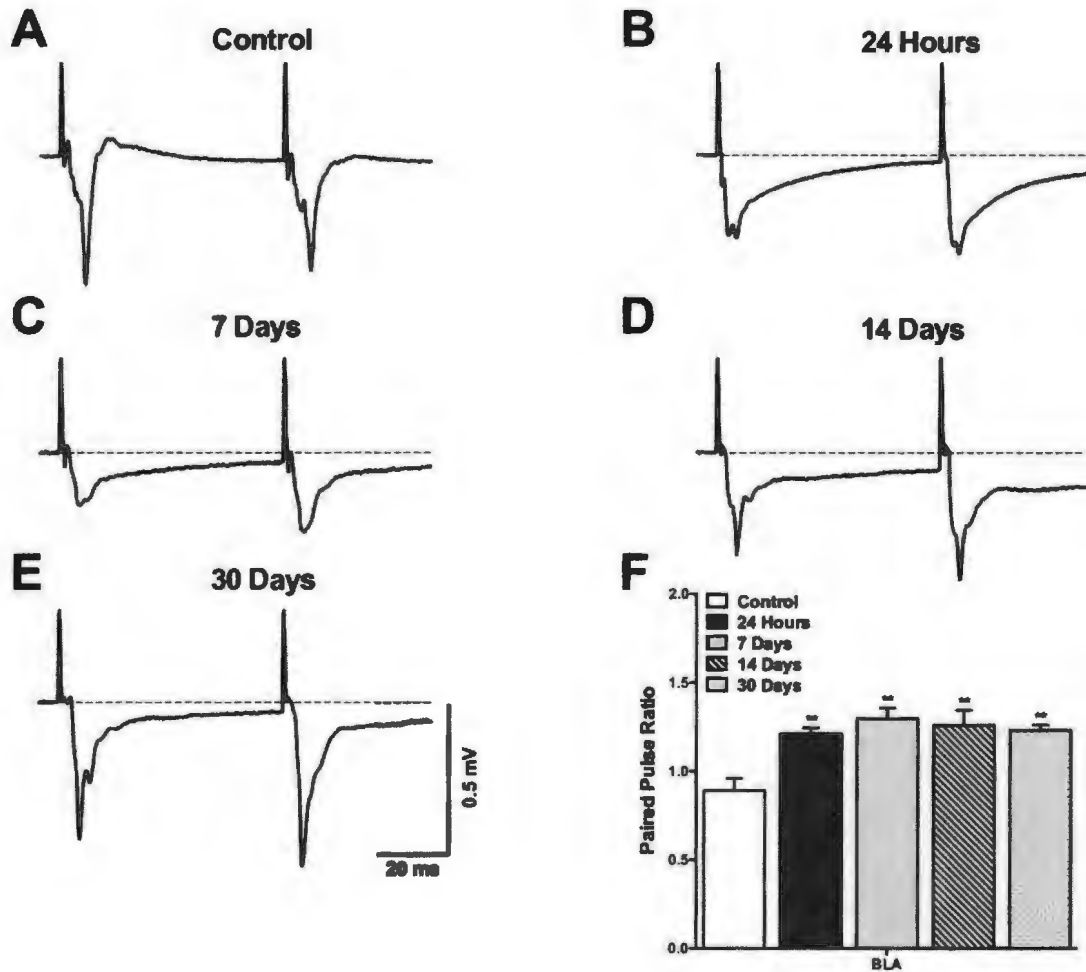 A
Control
B
24 Hours
C
7 Days
D
14 Days
E
30 Days
0.5 mV
20 ms
F
2.0
1.5
1.0
0.5
0.0
Paired Pulse Ratio
Control
24 Hours
7 Days
14 Days
30 Days
**
**
**
**
BLA